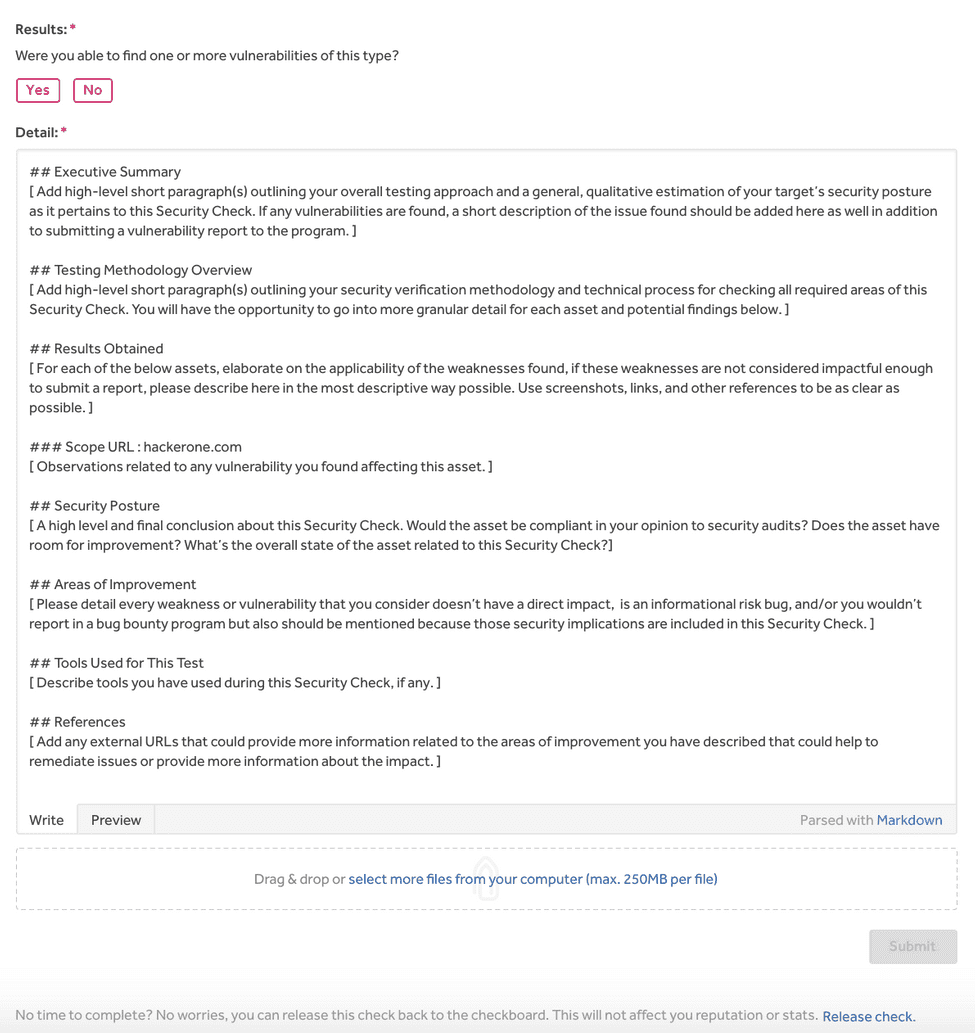 Results: *
Were you able to find one or more vulnerabilities of this type?
Yes No
Detail: *
## Executive Summary
[ Add high-level short paragraph(s) outlining your overall testing approach and a general, qualitative estimation of your target's security posture
as it pertains to this Security Check. If any vulnerabilities are found, a short description of the issue found should be added here as well in addition
to submitting a vulnerability report to the program. ]
## Testing Methodology Overview
[ Add high-level short paragraph(s) outlining your security verification methodology and technical process for checking all required areas of this
Security Check. You will have the opportunity to go into more granular detail for each asset and potential findings below. ]
## Results Obtained
[ For each of the below assets, elaborate on the applicability of the weaknesses found, if these weaknesses are not considered impactful enough
to submit a report, please describe here in the most descriptive way possible. Use screenshots, links, and other references to be as clear as
possible. ]
### Scope URL : hackerone.com
[ Observations related to any vulnerability you found affecting this asset. ]
## Security Posture
[ A high level and final conclusion about this Security Check. Would the asset be compliant in your opinion to security audits? Does the asset have
room for improvement? What's the overall state of the asset related to this Security Check?]
## Areas of Improvement
[ Please detail every weakness or vulnerability that you consider doesn't have a direct impact,  is an informational risk bug, and/or you wouldn't
report in a bug bounty program but also should be mentioned because those security implications are included in this Security Check. ]
## Tools Used for This Test
[ Describe tools you have used during this Security Check, if any. ]
## References
[ Add any external URLs that could provide more information related to the areas of improvement you have described that could help to
remediate issues or provide more information about the impact. ]
Write Preview Parsed with Markdown
Drag & drop or select more files from your computer (max. 250MB per file)
Submit
No time to complete? No worries, you can release this check back to the checkboard. This will not affect you reputation or stats. Release check.